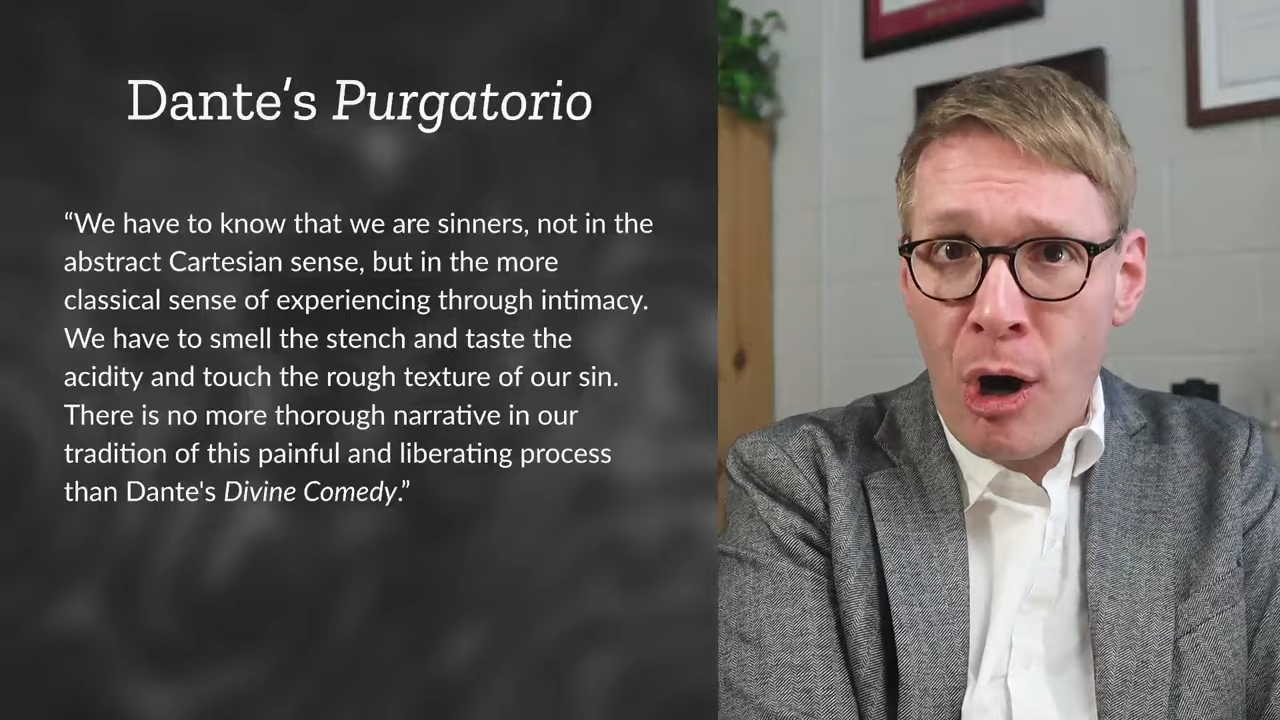 Dante’s Purgatorio
“We have to know that we are sinners, not in the
abstract Cartesian sense, but in the more
classical sense of experiencing through intimacy.
We have to smell the stench and taste the
acidity and touch the rough texture of our sin.
There is no more thorough narrative in our
tradition of this painful and liberating process
than Dante's Divine Comedy.”